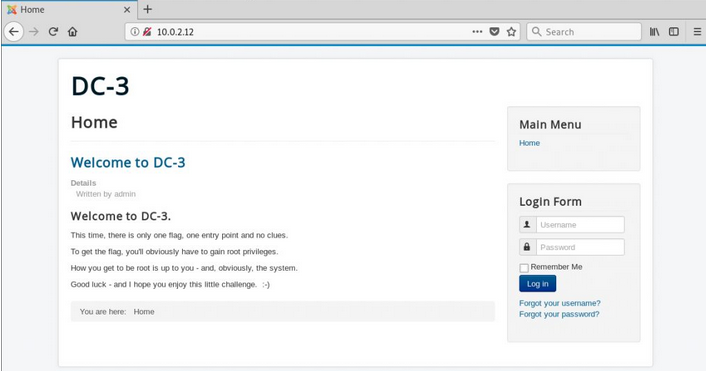 Home
10.0.2.12
Search
DC-3
Home
Welcome to DC-3
Details
Written by admin
Welcome to DC-3.
This time, there is only one flag, one entry point and no clues.
To get the flag, you'll obviously have to gain root privileges.
How you get to be root is up to you - and, obviously, the system.
Good luck - and I hope you enjoy this little challenge. :-)
You are here: Home
Main Menu
Home
Login Form
Username
Password
Remember Me
Log in
Forgot your username?
Forgot your password?